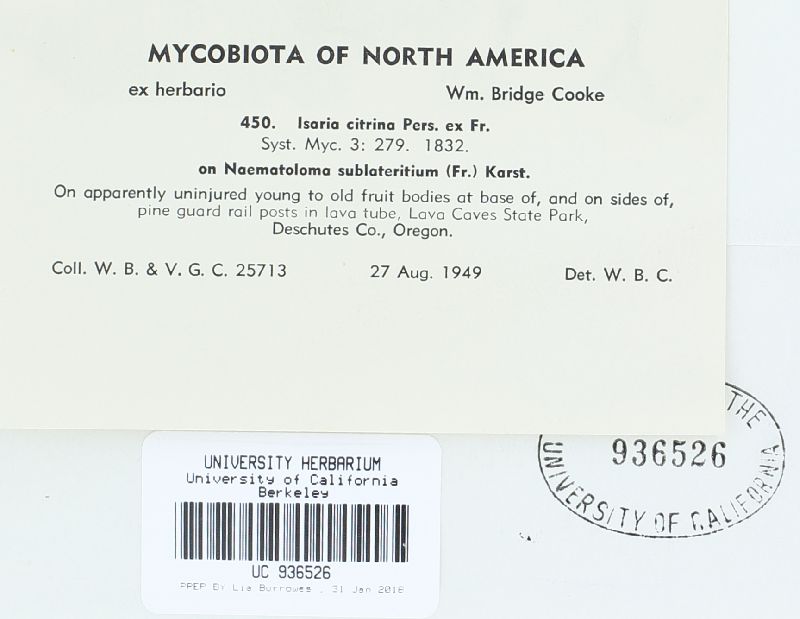 MYCOBIOTA OF NORTH AMERICA
ex herbario Wm. Bridge Cooke
450. Isaria citrina Pers. ex Fr.
Syst. Myc. 3: 279. 1832.
on Naematoloma sublateritium (Fr.) Karst.
On apparently uninjured young to old fruit bodies at base of, and on sides of,
pine guard rail posts in lava tube, Lava Caves State Park,
Deschutes Co., Oregon.
Coll. W. B. & V. G. C. 25713 27 Aug. 1949 Det. W. B. C.
THE
936526
UNIVERSITY OF CALIFORNIA
UNIVERSITY HERBARIUM
University of California
Berkeley
UC 936526
PREP BY Lia Burrowes . 31 Jan 2018